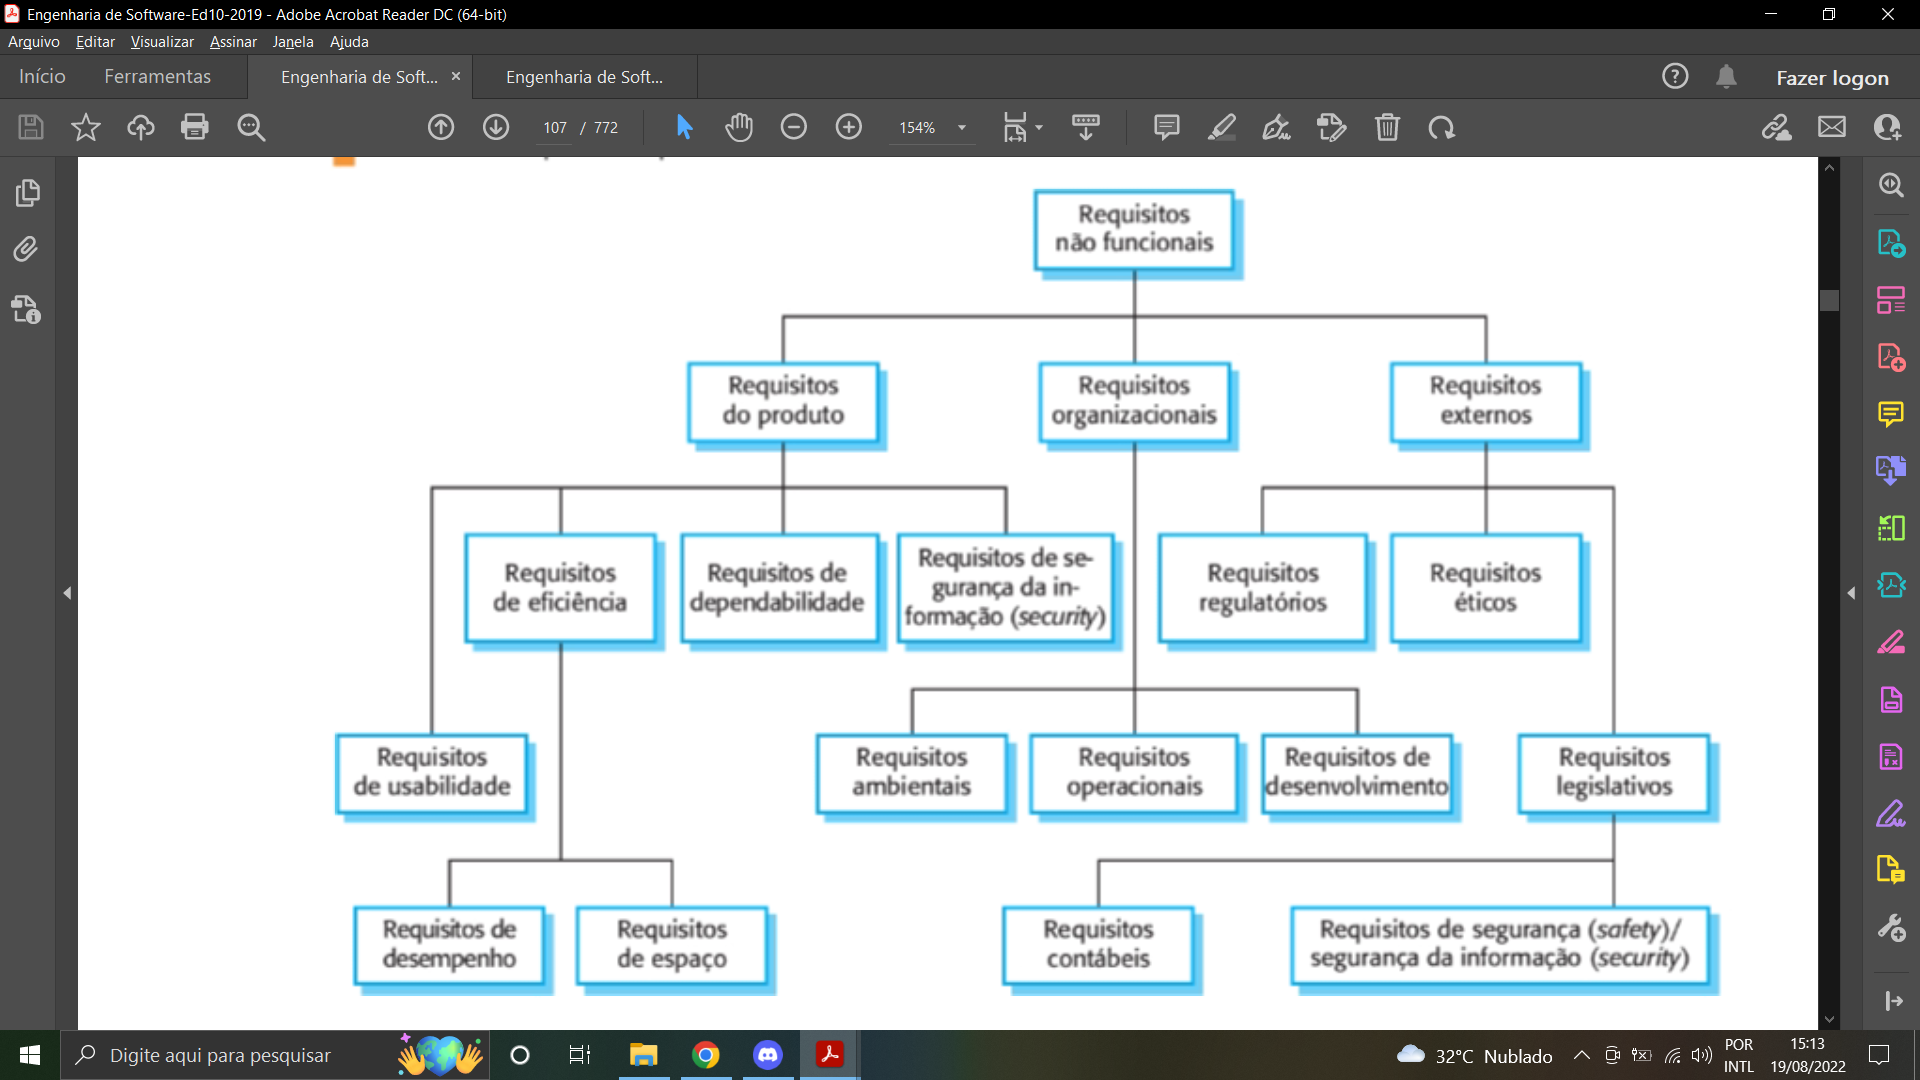 Engenharia de Software-Ed10-2019 - Adobe Acrobat Reader DC (64-bit)
Arquivo Editar Visualizar Assinar Janela Ajuda
Início Ferramentas Engenharia de Soft... × Engenharia de Soft... Fazer logon
107 / 772 154%
Requisitos
não funcionais
Requisitos
do produto
Requisitos
organizacionais
Requisitos
externos
Requisitos
de eficiência
Requisitos de
dependabilidade
Requisitos de se-
gurança da in-
formação (security)
Requisitos
regulatórios
Requisitos
éticos
Requisitos
de usabilidade
Requisitos
ambientais
Requisitos
operacionais
Requisitos de
desenvolvimento
Requisitos
legislativos
Requisitos de
desempenho
Requisitos
de espaço
Requisitos
contábeis
Requisitos de segurança (safety)/
segurança da informação (security)
Digite aqui para pesquisar
32°C Nublado
POR
INTL
15:13
19/08/2022